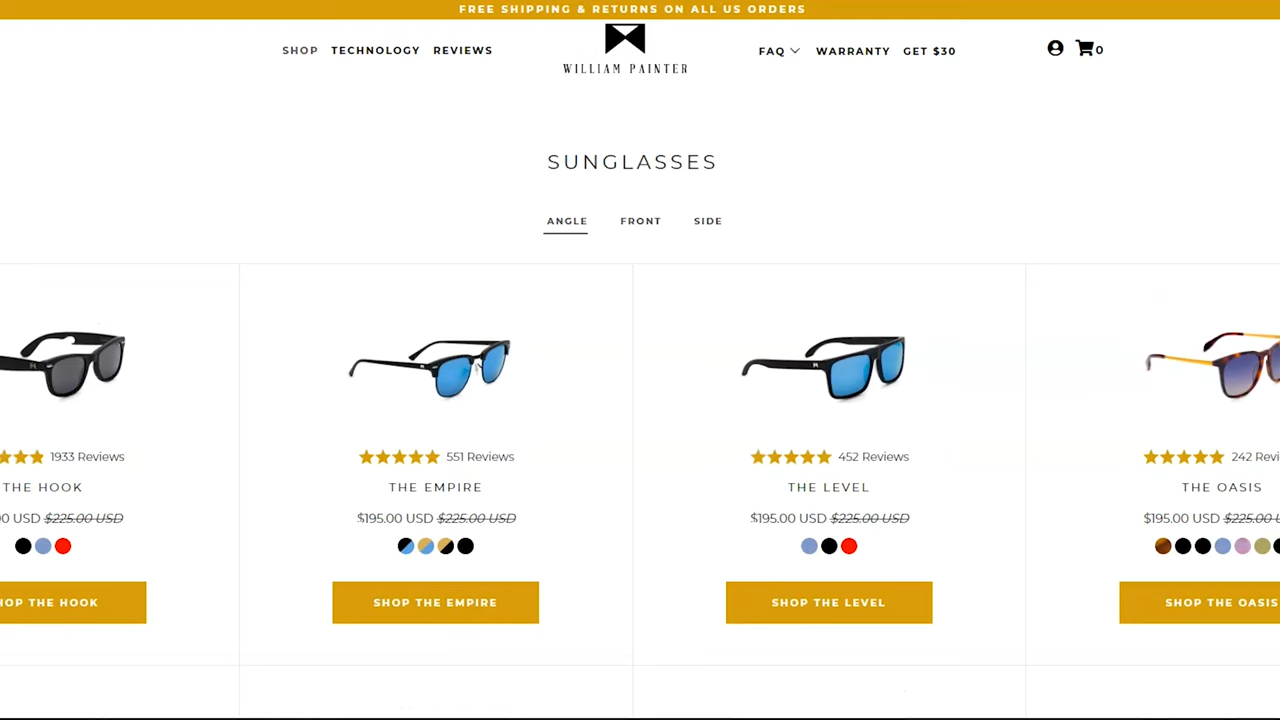 FREE SHIPPING & RETURNS ON ALL US ORDERS
SHOP TECHNOLOGY REVIEWS
WILLIAM PAINTER
FAQ WARRANTY GET $30
0
SUNGLASSES
ANGLE FRONT SIDE
1933 Reviews
THE HOOK
USD $225.00 USD
SHOP THE HOOK
551 Reviews
THE EMPIRE
$195.00 USD $225.00 USD
SHOP THE EMPIRE
452 Reviews
THE LEVEL
$195.00 USD $225.00 USD
SHOP THE LEVEL
242
THE OASIS
$195.00 USD $225.00
SHOP THE OASIS